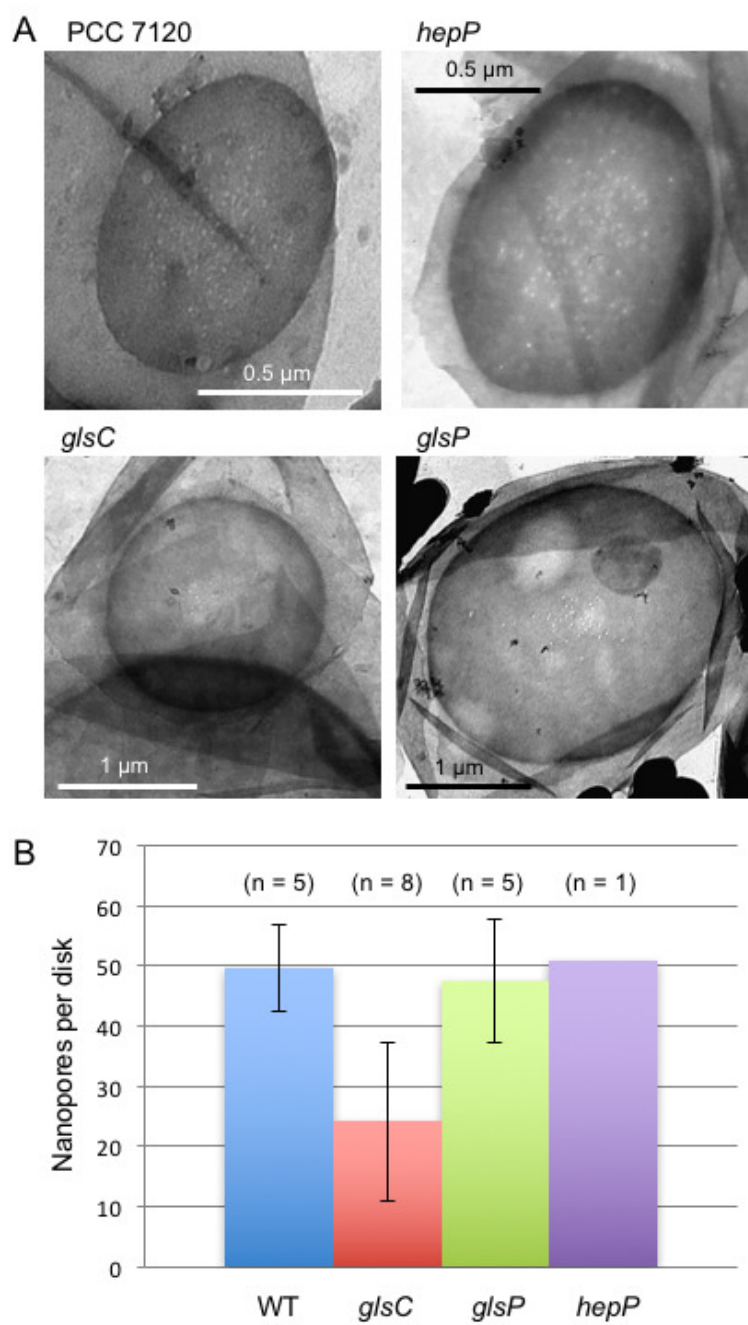 A PCC 7120 hepP
0.5 µm
0.5 µm
glsC glsP
1 µm 1 µm
B
70
60
50
40
30
20
10
0
Nanopores per disk
(n = 5) (n = 8) (n = 5) (n = 1)
WT glsC glsP hepP